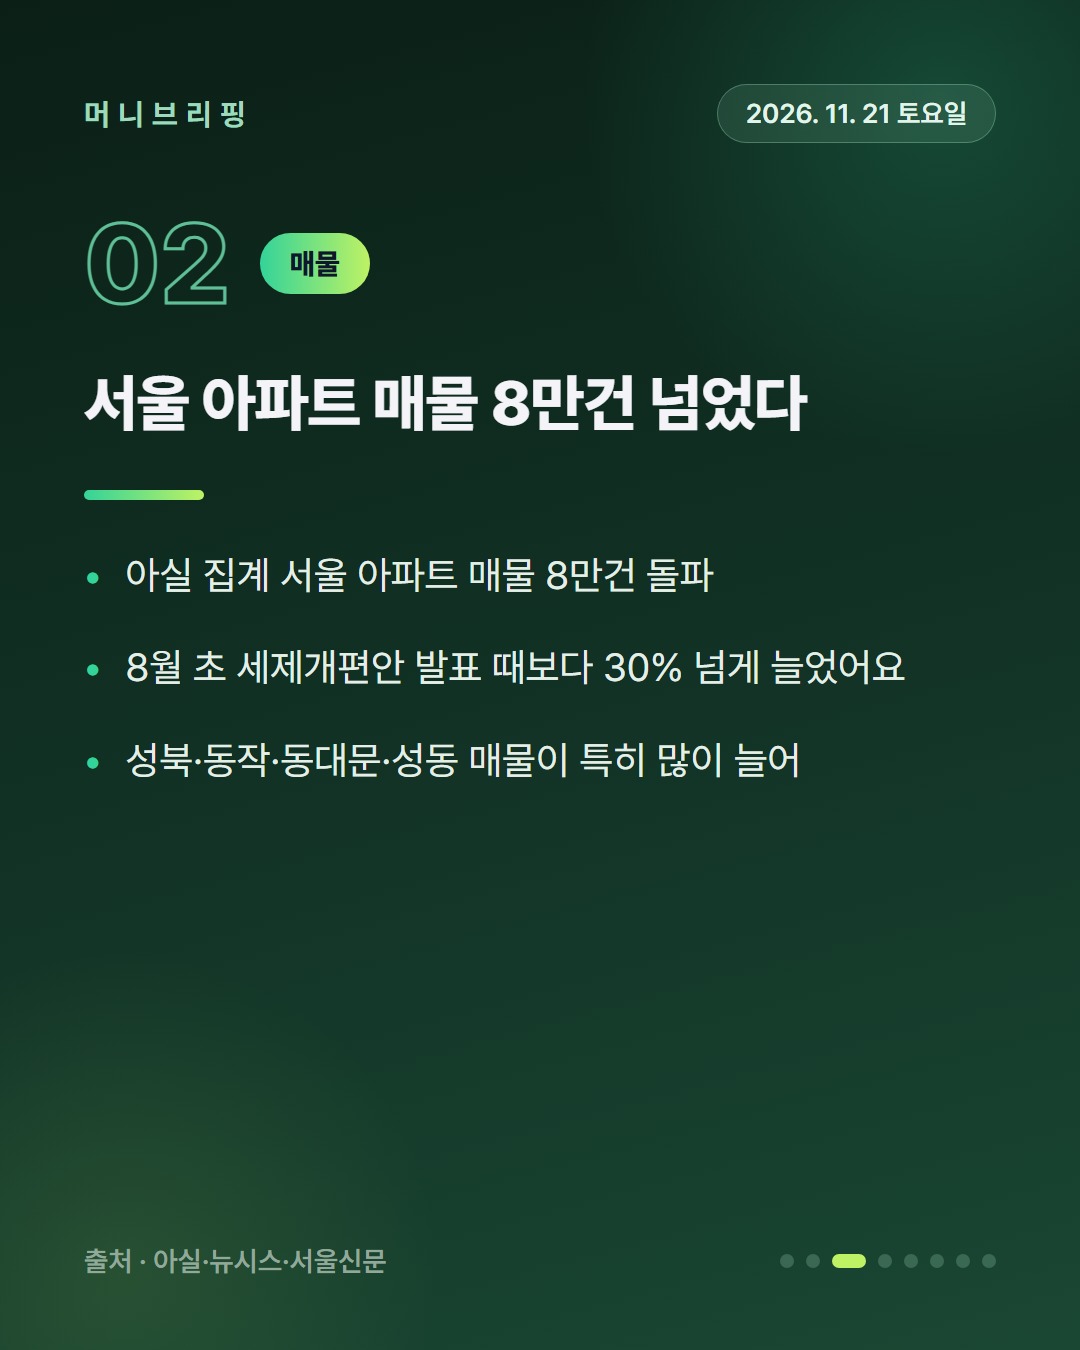 머니브리핑
2026. 11. 21 토요일
02
매물
서울 아파트 매물 8만건 넘었다
• 아실 집계 서울 아파트 매물 8만건 돌파
• 8월 초 세제개편안 발표 때보다 30% 넘게 늘었어요
• 성북·동작·동대문·성동 매물이 특히 많이 늘어
출처 · 아실·뉴시스·서울신문